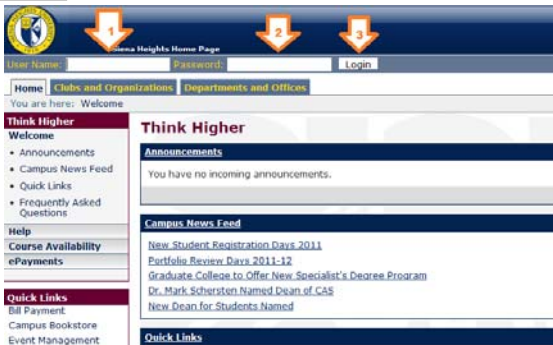 1
2
3
Heights Home Page
User Name: Password: Login
Home Clubs and Organizations Departments and Offices
You are here: Welcome
Think Higher
Welcome
• Announcements
• Campus News Feed
• Quick Links
• Frequently Asked
Questions
Help
Course Availability
ePayments
Quick Links
Bill Payment
Campus Bookstore
Event Management
Think Higher
Announcements
You have no incoming announcements.
Campus News Feed
New Student Registration Days 2011
Portfolio Review Days 2011-12
Graduate College to Offer New Specialist's Degree Program
Dr. Mark Schersten Named Dean of CAS
New Dean for Students Named
Quick Links